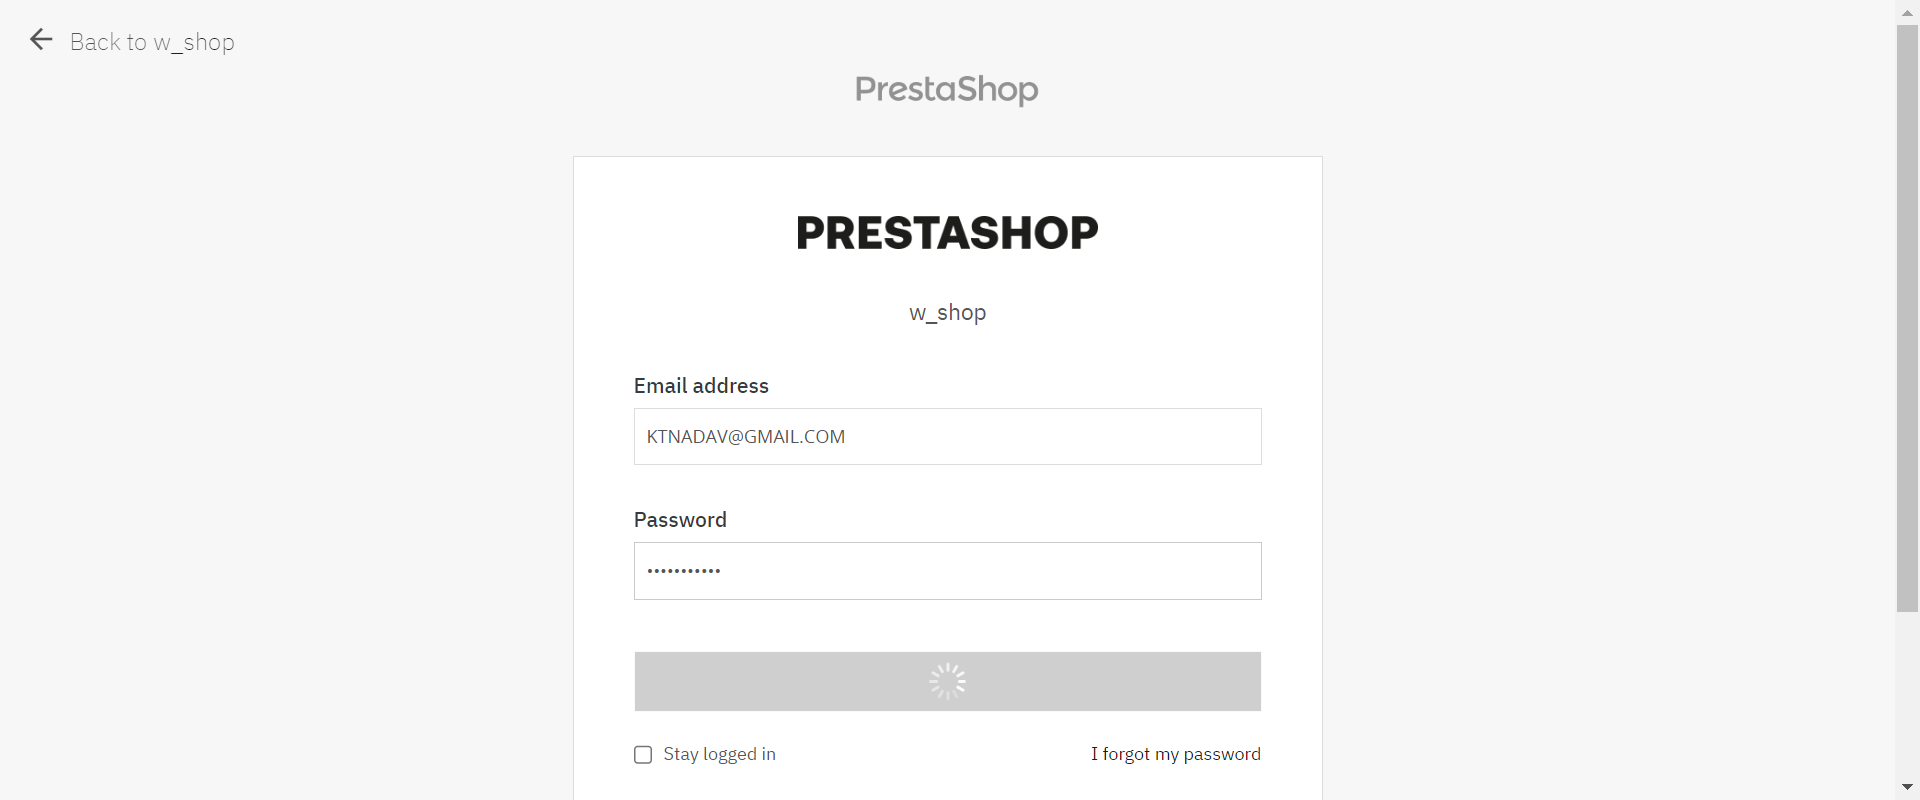 Back to w_shop
PrestaShop
PRESTASHOP
w_shop
Email address
KTNADAV@GMAIL.COM
Password
•••••••••••
Stay logged in
I forgot my password